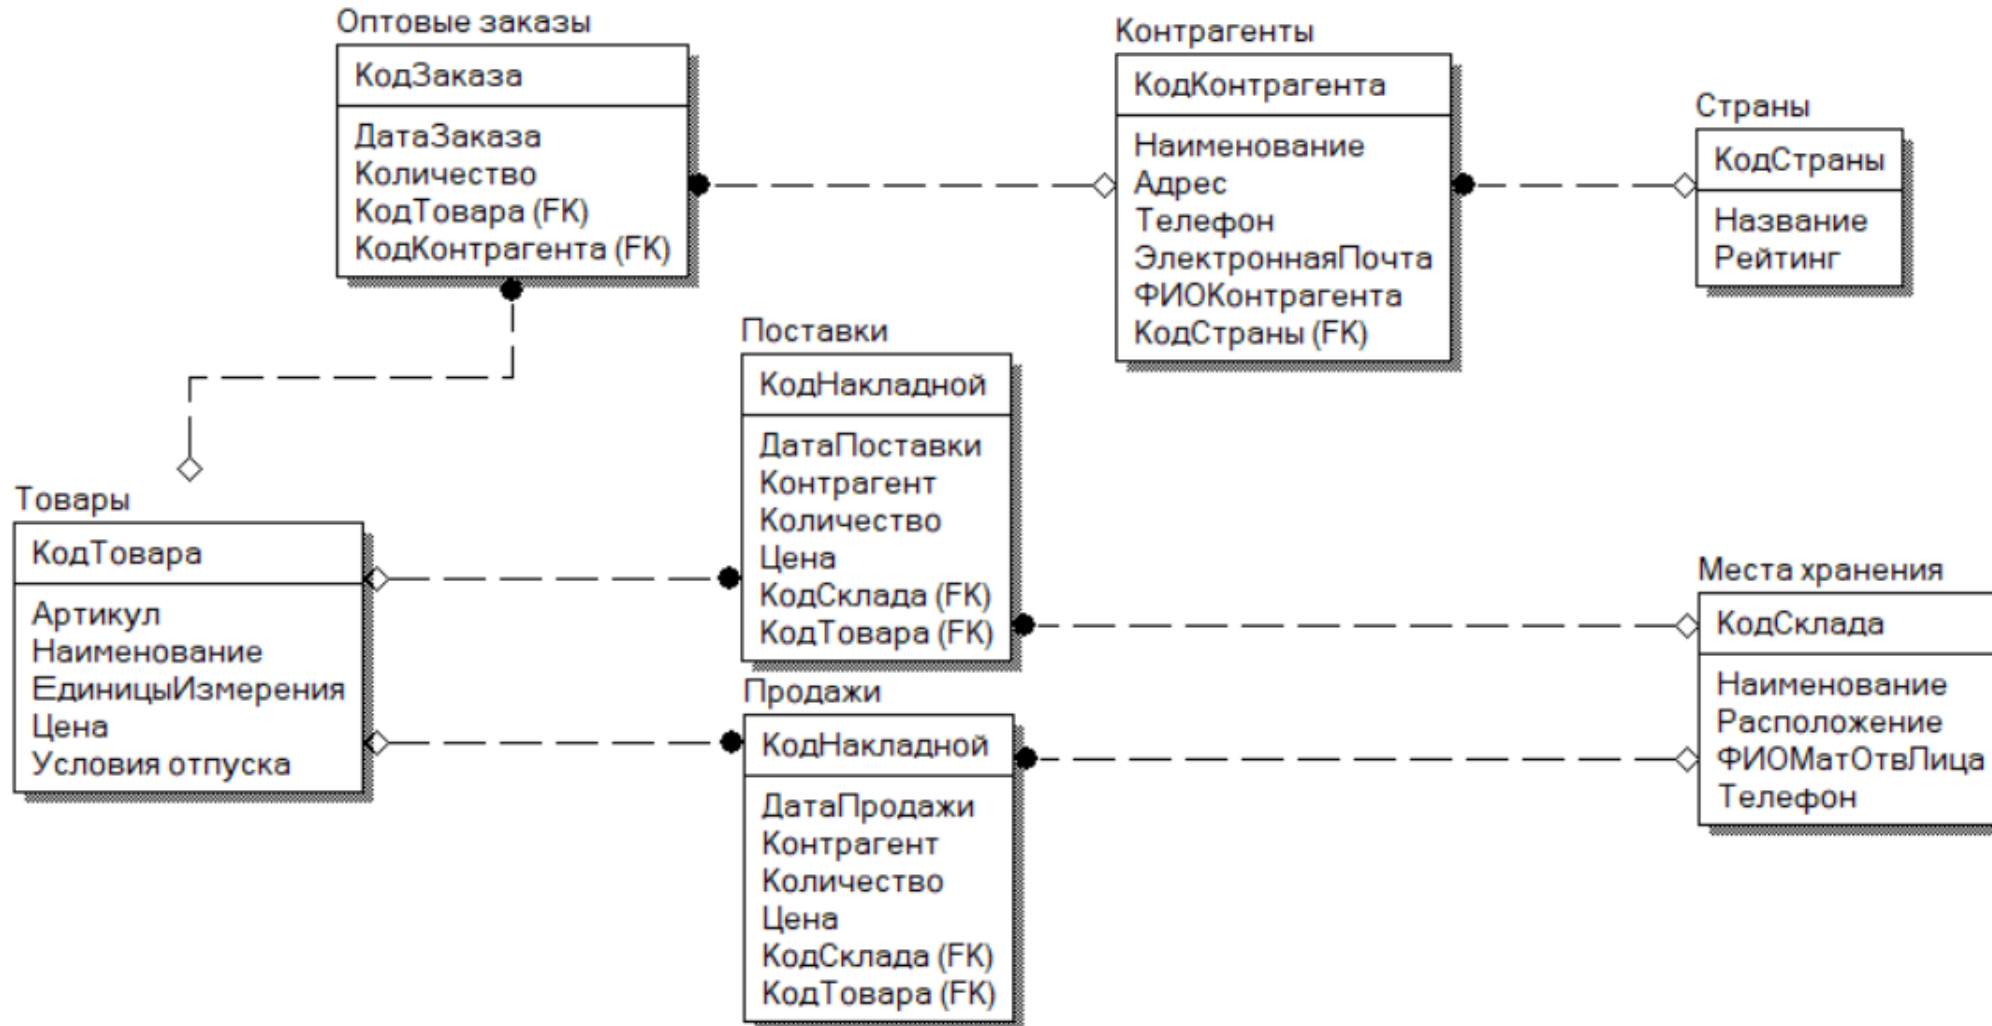 Оптовые заказы
КодЗаказа
ДатаЗаказа
Количество
КодТовара (FK)
КодКонтрагента (FK)
Контрагенты
КодКонтрагента
Наименование
Адрес
Телефон
ЭлектроннаяПочта
ФИОКонтрагента
КодСтраны (FK)
Страны
КодСтраны
Название
Рейтинг
Товары
КодТовара
Артикул
Наименование
ЕдиницыИзмерения
Цена
Условия отпуска
Поставки
КодНакладной
ДатаПоставки
Контрагент
Количество
Цена
КодСклада (FK)
КодТовара (FK)
Продажи
КодНакладной
ДатаПродажи
Контрагент
Количество
Цена
КодСклада (FK)
КодТовара (FK)
Места хранения
КодСклада
Наименование
Расположение
ФИОМатОтвЛица
Телефон